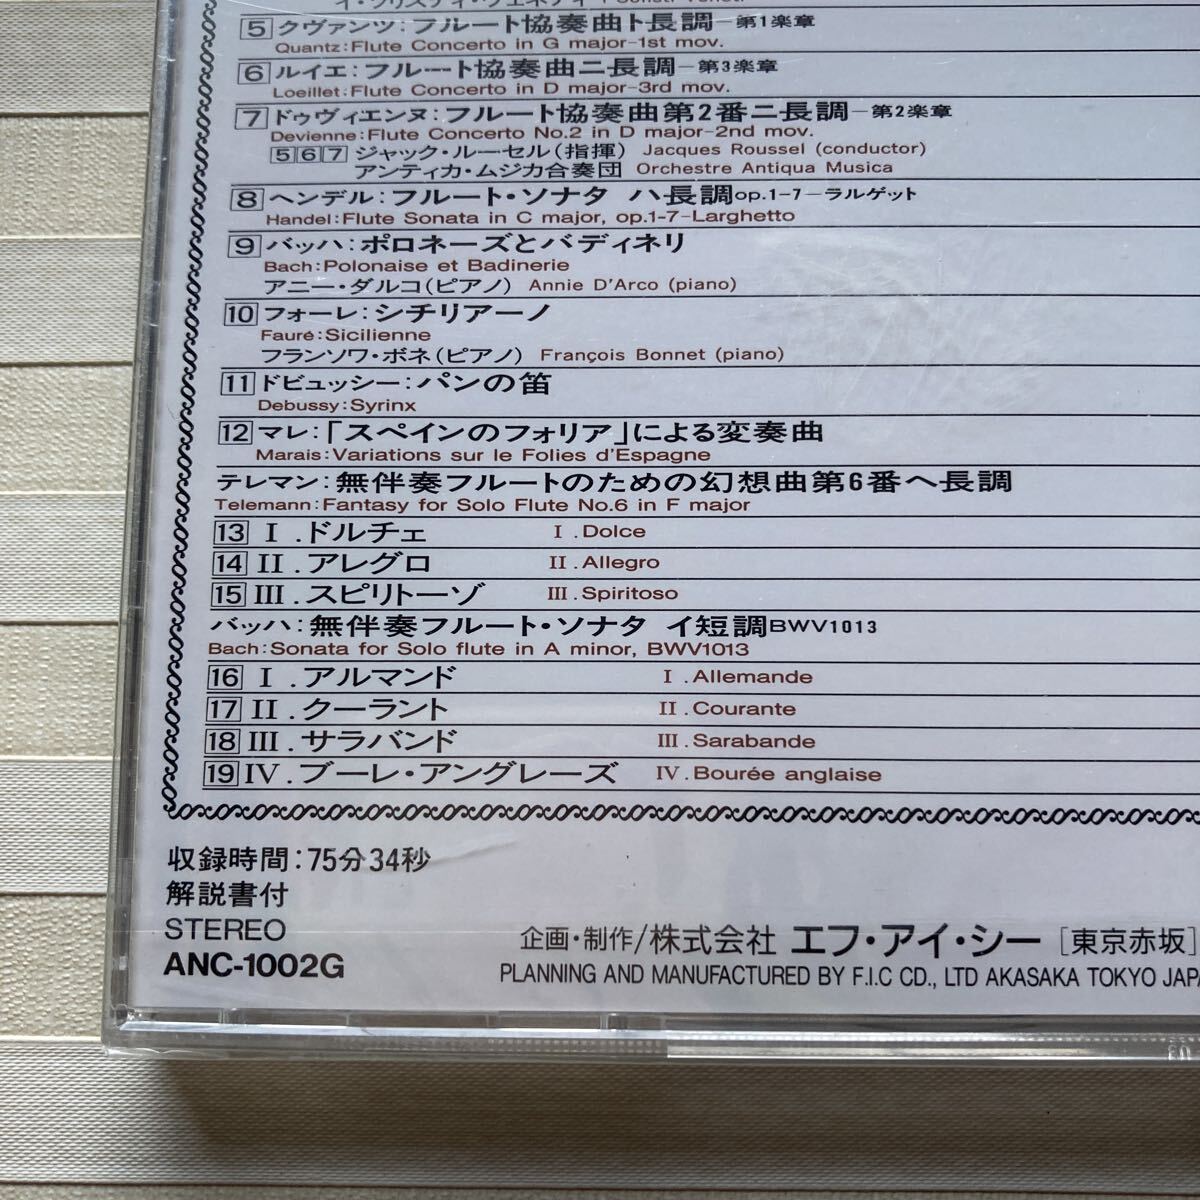 5 クヴァンツ:フルート協奏曲ト長調-第1楽章
Quantz:Flute Concerto in G major-1st mov.
6 ルイエ:フルート協奏曲ニ長調-第3楽章
Loeillet:Flute Concerto in D major-3rd mov.
7 ドゥヴィエンヌ:フルート協奏曲第2番ニ長調-第2楽章
Devienne:Flute Concerto No.2 in D major-2nd mov.
5 6 7 ジャック・ルーセル(指揮) Jacques Roussel (conductor)
アンティカ・ムジカ合奏団 Orchestre Antiqua Musica
8 ヘンデル:フルート・ソナタ ハ長調op.1-7-ラルゲット
Handel:Flute Sonata in C major, op.1-7-Larghetto
9 バッハ:ポロネーズとバディネリ
Bach:Polonaise et Badinerie
アニー・ダルコ(ピアノ) Annie D'Arco (piano)
10 フォーレ:シチリアーノ
Fauré:Sicilienne
フランソワ・ボネ(ピアノ) François Bonnet (piano)
11 ドビュッシー:パンの笛
Debussy:Syrinx
12 マレ:「スペインのフォリア」による変奏曲
Marais:Variations sur le Folies d'Espagne
テレマン:無伴奏フルートのための幻想曲第6番ヘ長調
Telemann:Fantasy for Solo Flute No.6 in F major
13 I.ドルチェ I.Dolce
14 II.アレグロ II.Allegro
15 III.スピリトーゾ III.Spiritoso
バッハ:無伴奏フルート・ソナタ イ短調BWV1013
Bach:Sonata for Solo flute in A minor, BWV1013
16 I.アルマンド I.Allemande
17 II.クーラント II.Courante
18 III.サラバンド III.Sarabande
19 IV.ブーレ・アングレーズ IV.Bourée anglaise
収録時間:75分34秒
解説書付
STEREO
ANC-1002G
企画・制作/株式会社 エフ・アイ・シー [東京赤坂]
PLANNING AND MANUFACTURED BY F.I.C CD., LTD AKASAKA TOKYO JAPA